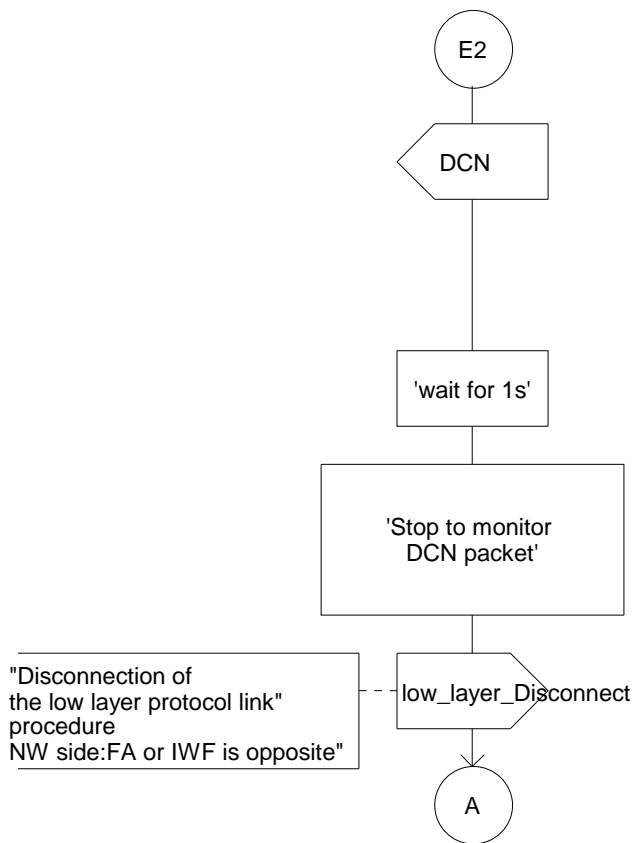 E2
DCN
'wait for 1s'
'Stop to monitor
DCN packet'
"Disconnection of
the low layer protocol link"
procedure
NW side:FA or IWF is opposite"
low_layer_Disconnect
A